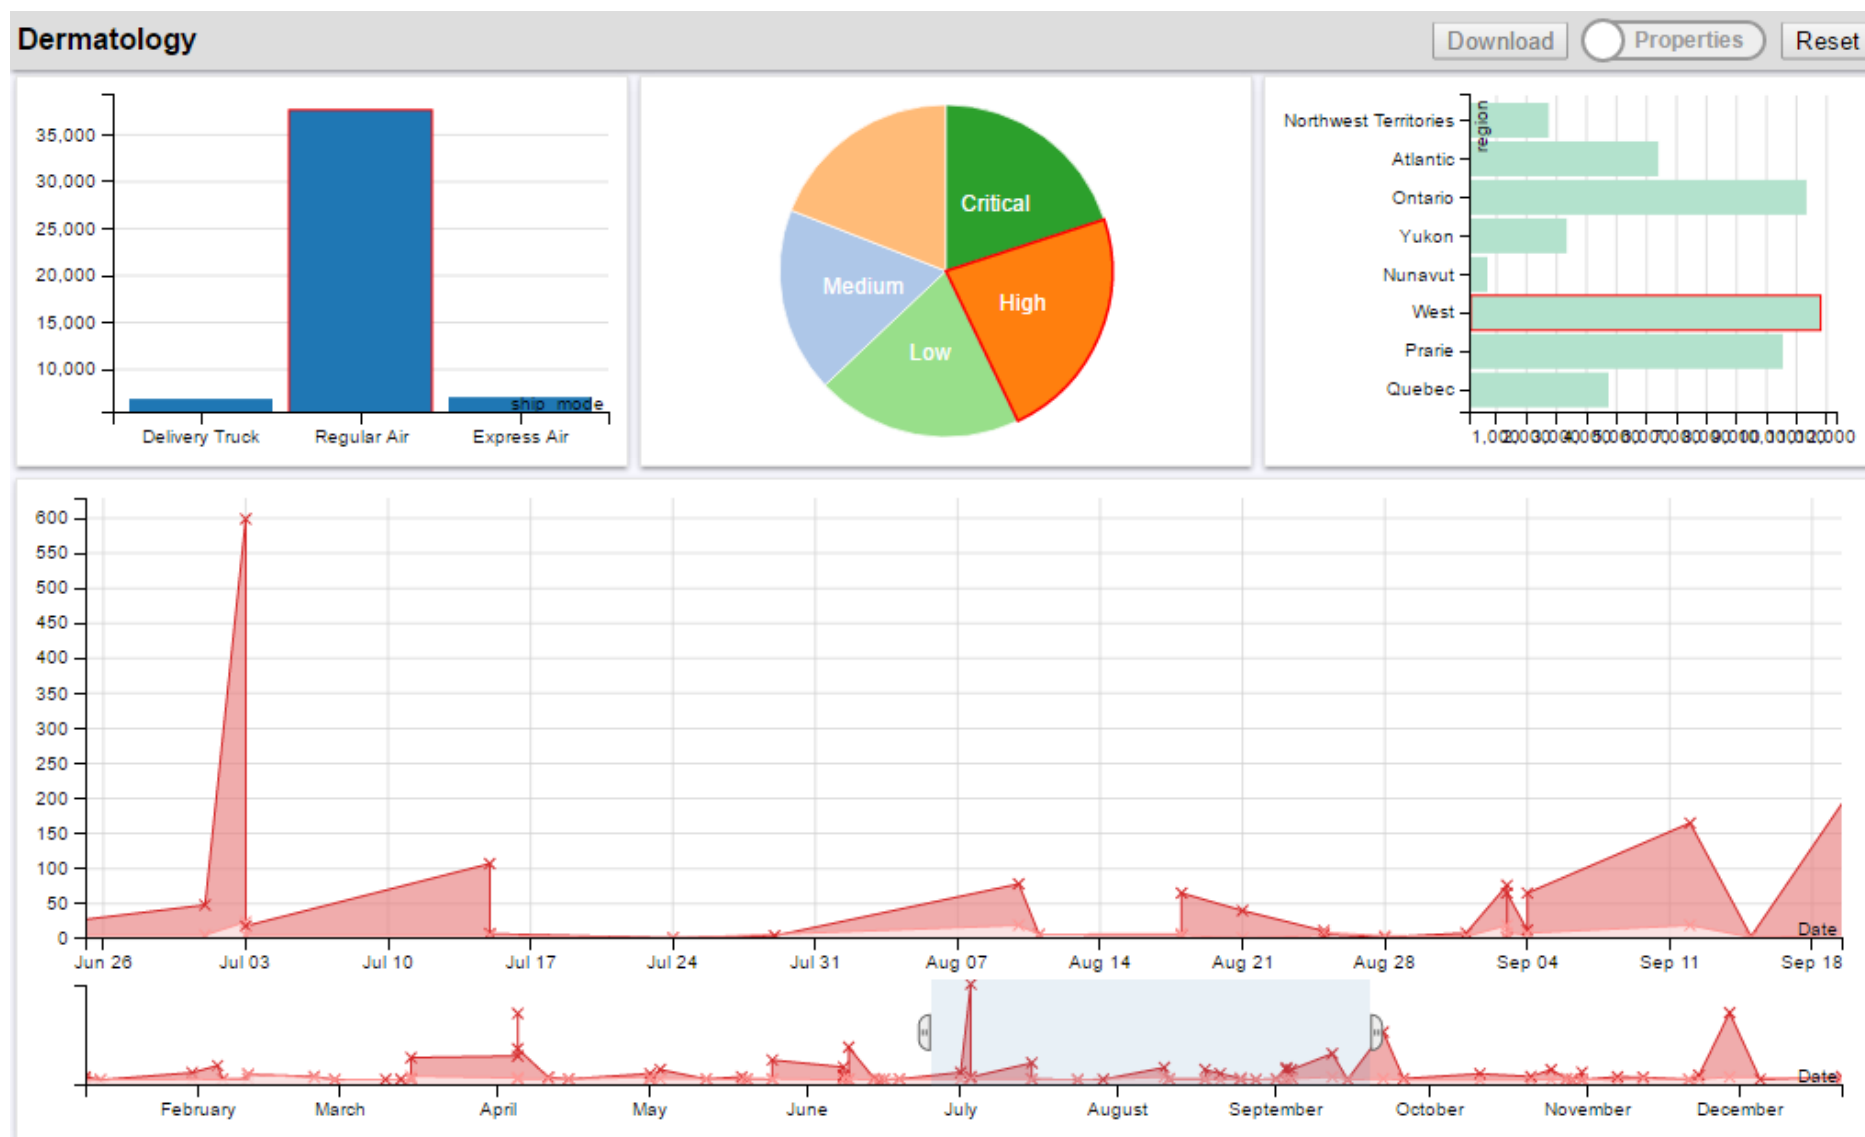 Dermatology
Download
Properties
Reset
35,000
30,000
25,000
20,000
15,000
10,000
ship_mode
Delivery Truck Regular Air Express Air
Critical
High
Low
Medium
region
Northwest Territories
Atlantic
Ontario
Yukon
Nunavut
West
Prarie
Quebec
600
550
500
450
400
350
300
250
200
150
100
50
0
Date
Jun 26 Jul 03 Jul 10 Jul 17 Jul 24 Jul 31 Aug 07 Aug 14 Aug 21 Aug 28 Sep 04 Sep 11 Sep 18
Date
February March April May June July August September October November December